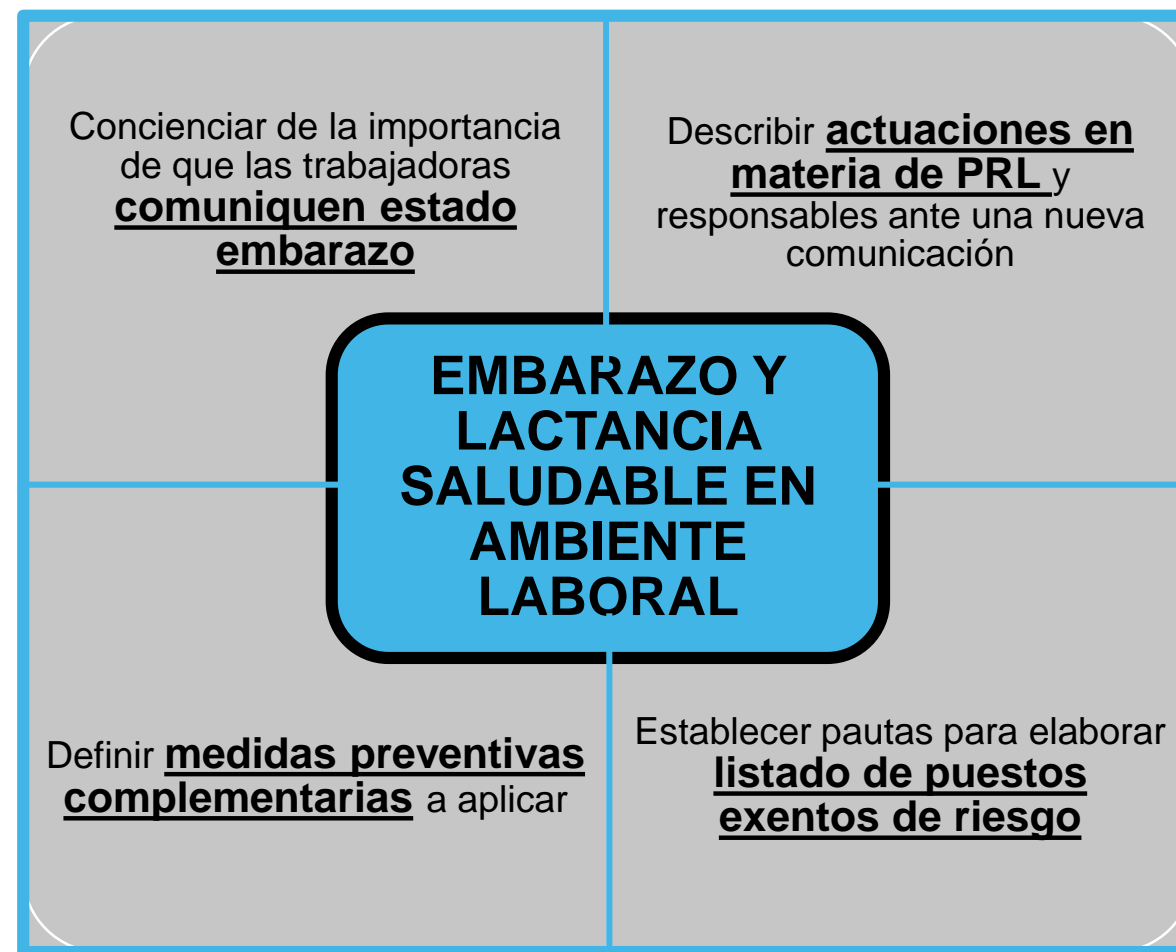 Concienciar de la importancia
de que las trabajadoras
comuniquen estado
embarazo
Describir actuaciones en
materia de PRL y
responsables ante una nueva
comunicación
EMBARAZO Y
LACTANCIA
SALUDABLE EN
AMBIENTE
LABORAL
Definir medidas preventivas
complementarias a aplicar
Establecer pautas para elaborar
listado de puestos
exentos de riesgo